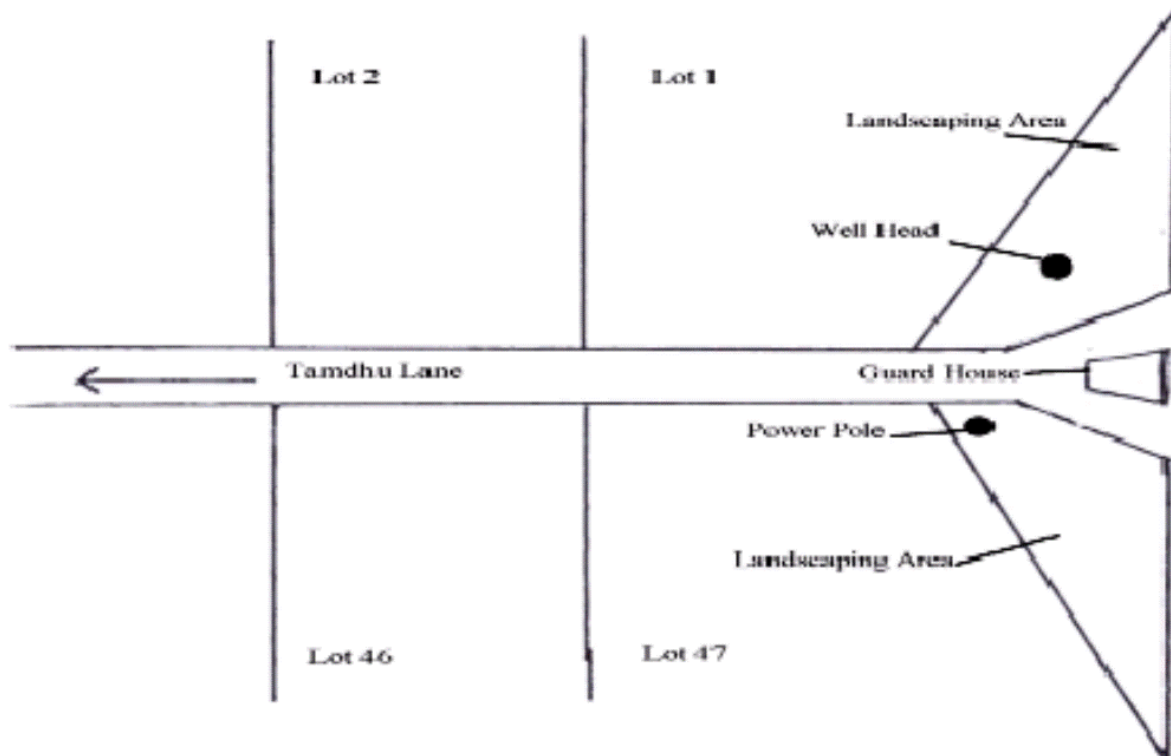 Lot 2
Lot 1
Landscaping Area
Well Head
Tamdhu Lane
Guard House
Power Pole
Landscaping Area
Lot 46
Lot 47